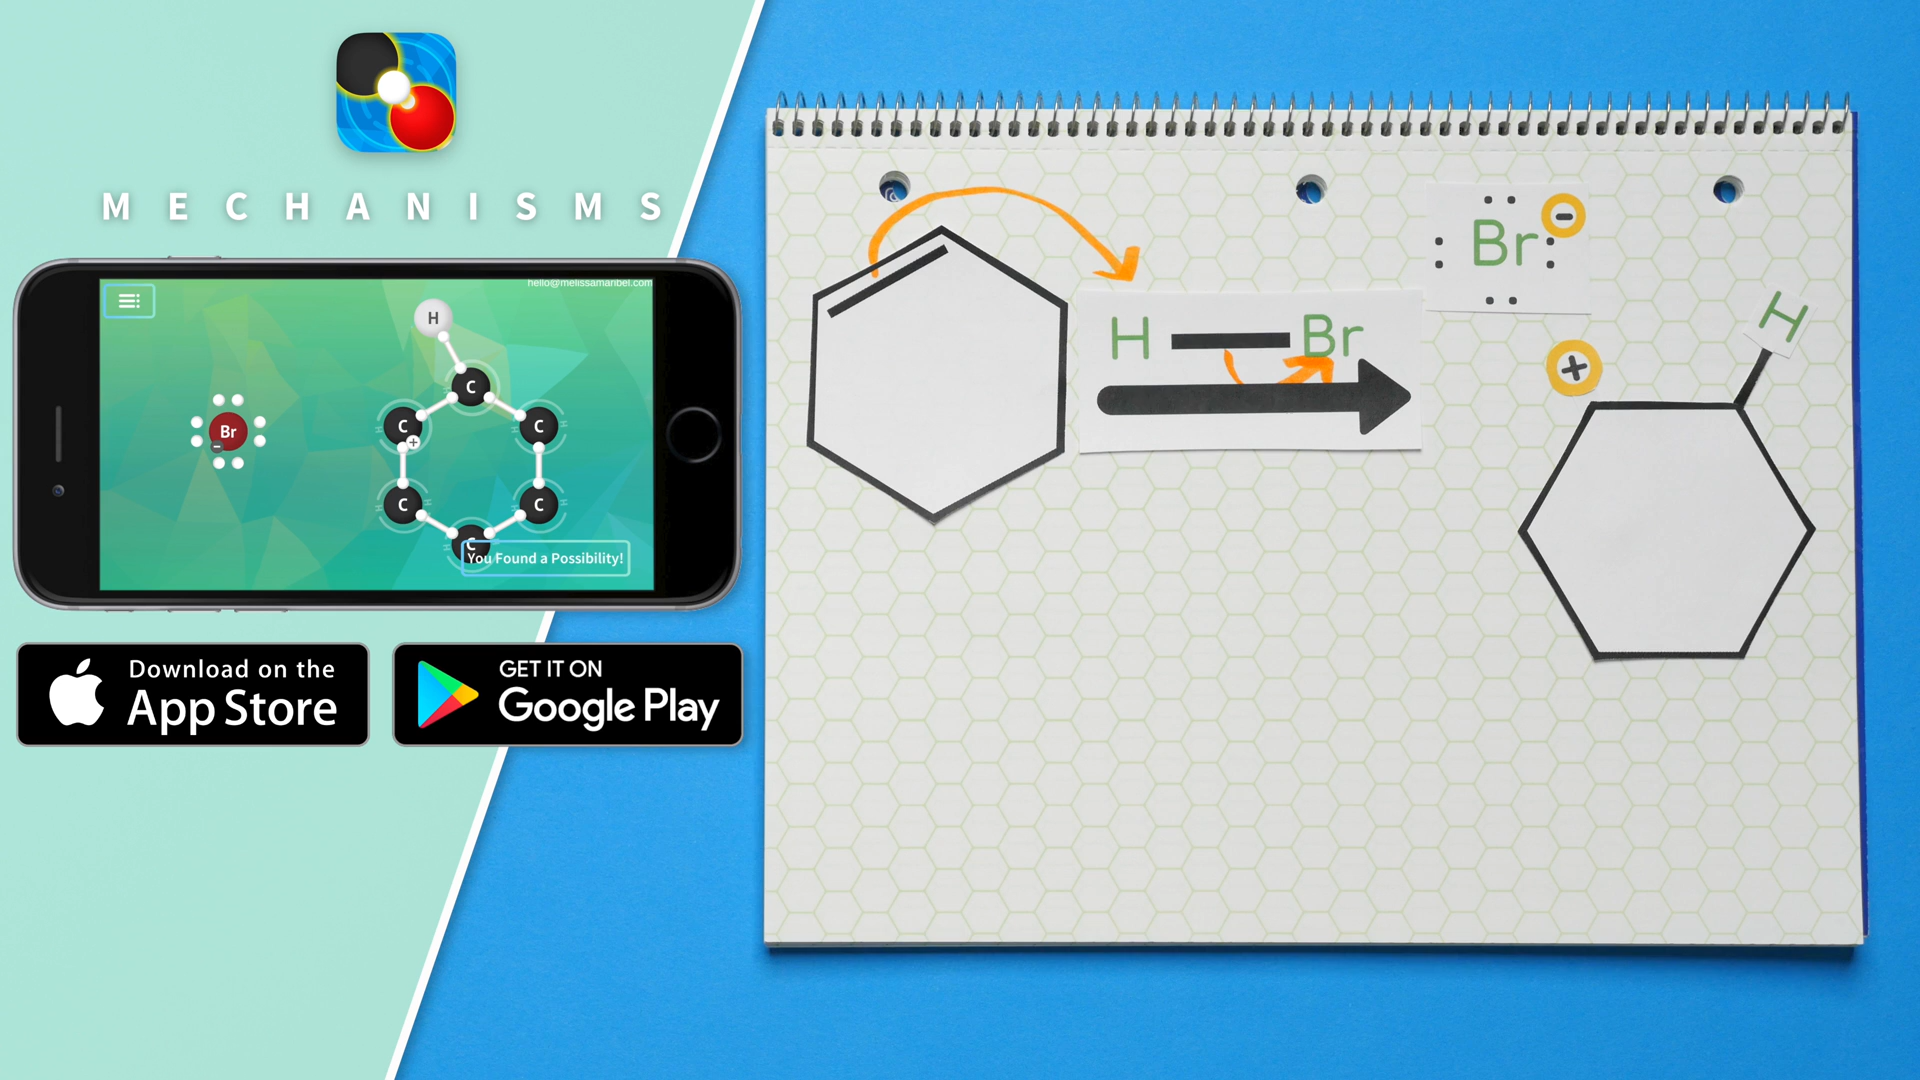 MECHANISMS
hello@melissamaribel.com
H
C
C
C
C
C
C
Br
You Found a Possibility!
Download on the
App Store
GET IT ON
Google Play
H Br
Br
H